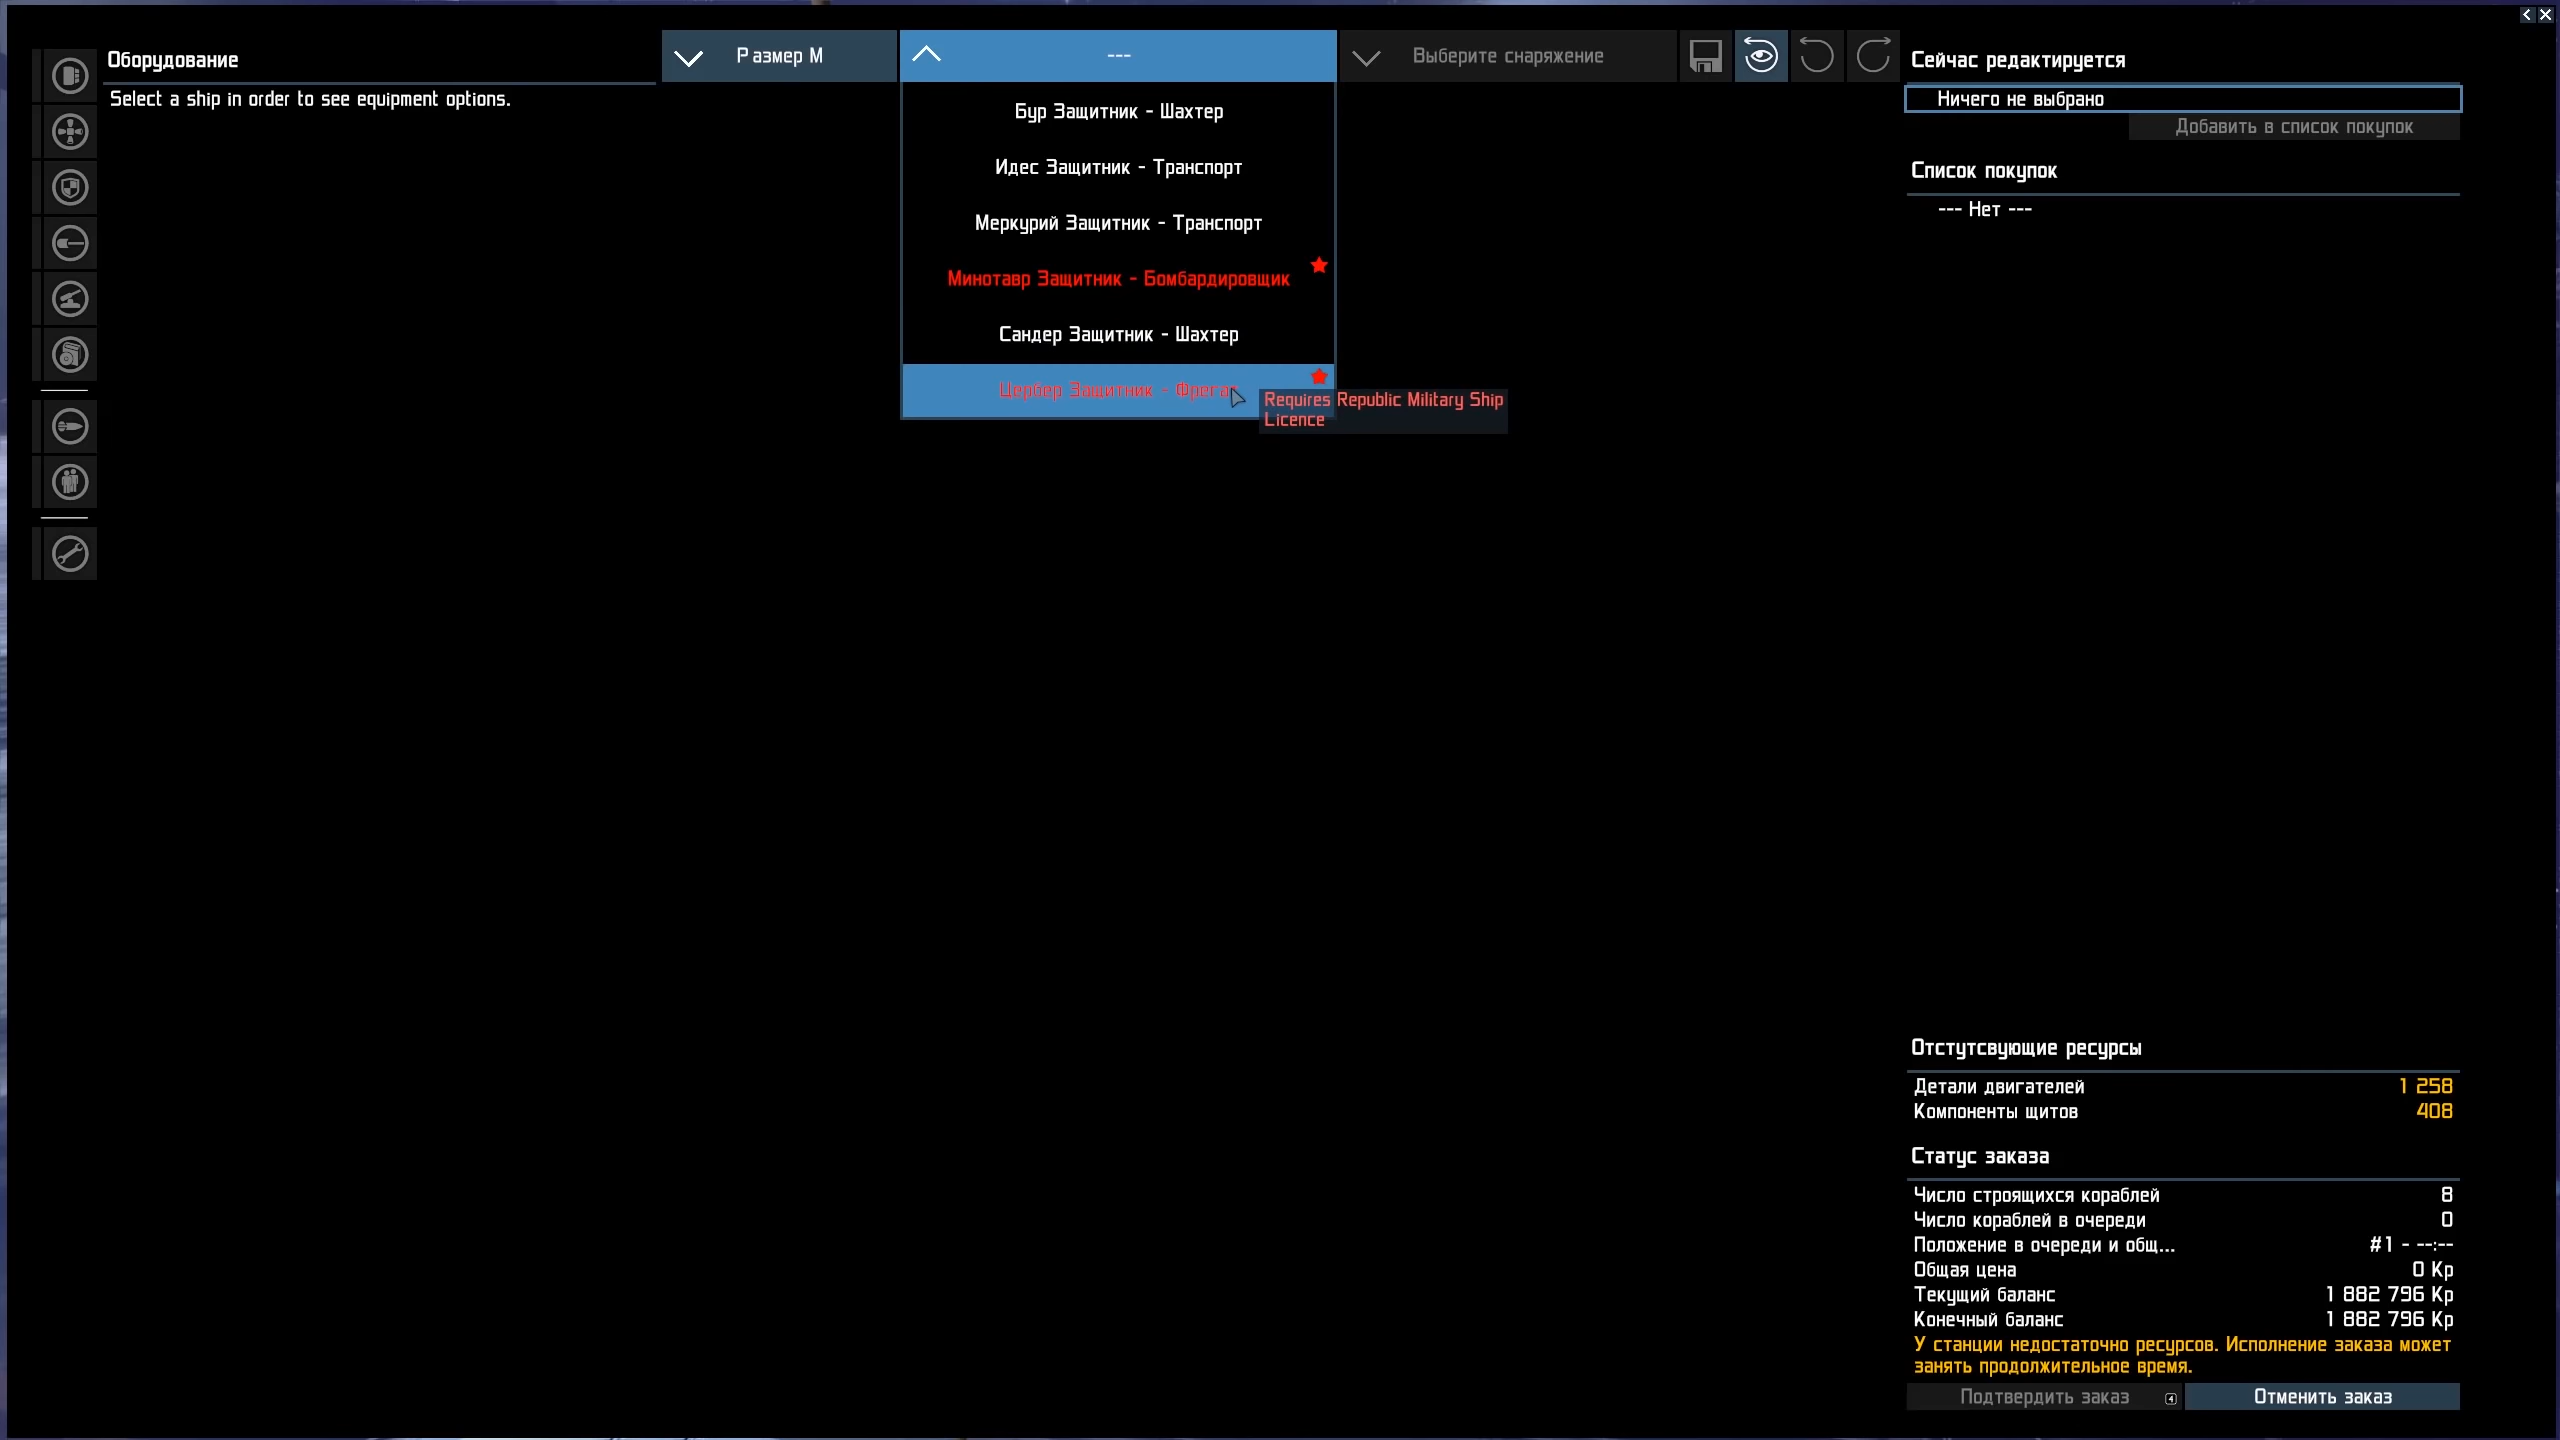 Оборудование
Select a ship in order to see equipment options.
Размер M
---
Выберите снаряжение
Бур Защитник - Шахтер
Идес Защитник - Транспорт
Меркурий Защитник - Транспорт
Минотавр Защитник - Бомбардировщик
Сандер Защитник - Шахтер
Цербер Защитник - Фрегат
Requires Republic Military Ship
Licence
Сейчас редактируется
Ничего не выбрано
Добавить в список покупок
Список покупок
--- Нет ---
Отстутсвующие ресурсы
Детали двигателей 1 258
Компоненты щитов 408
Статус заказа
Число строящихся кораблей 8
Число кораблей в очереди 0
Положение в очереди и общ... #1 - --:--
Общая цена 0 Кр
Текущий баланс 1 882 796 Кр
Конечный баланс 1 882 796 Кр
У станции недостаточно ресурсов. Исполнение заказа может
занять продолжительное время.
Подтвердить заказ
Отменить заказ